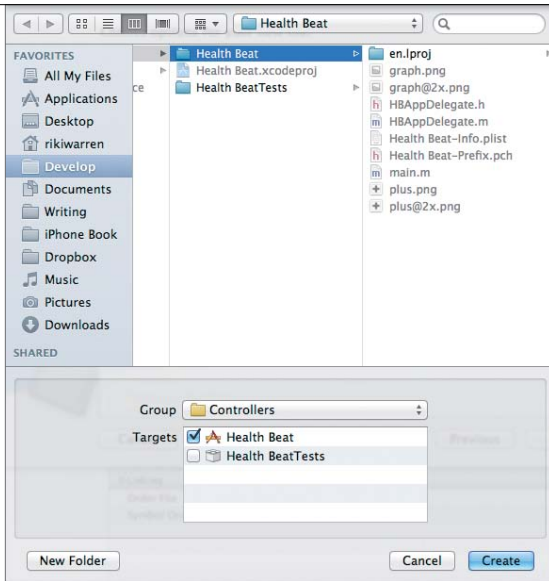 Health Beat
FAVORITES
All My Files
Applications
Desktop
rikiwarren
Develop
Documents
Writing
iPhone Book
Dropbox
Music
Pictures
Downloads
SHARED
ce
Health Beat
Health Beat.xcodeproj
Health BeatTests
en.lproj
graph.png
graph@2x.png
HBAppDelegate.h
HBAppDelegate.m
Health Beat-Info.plist
Health Beat-Prefix.pch
main.m
plus.png
plus@2x.png
Group Controllers
Targets Health Beat
Health BeatTests
Previous
New Folder Cancel Create